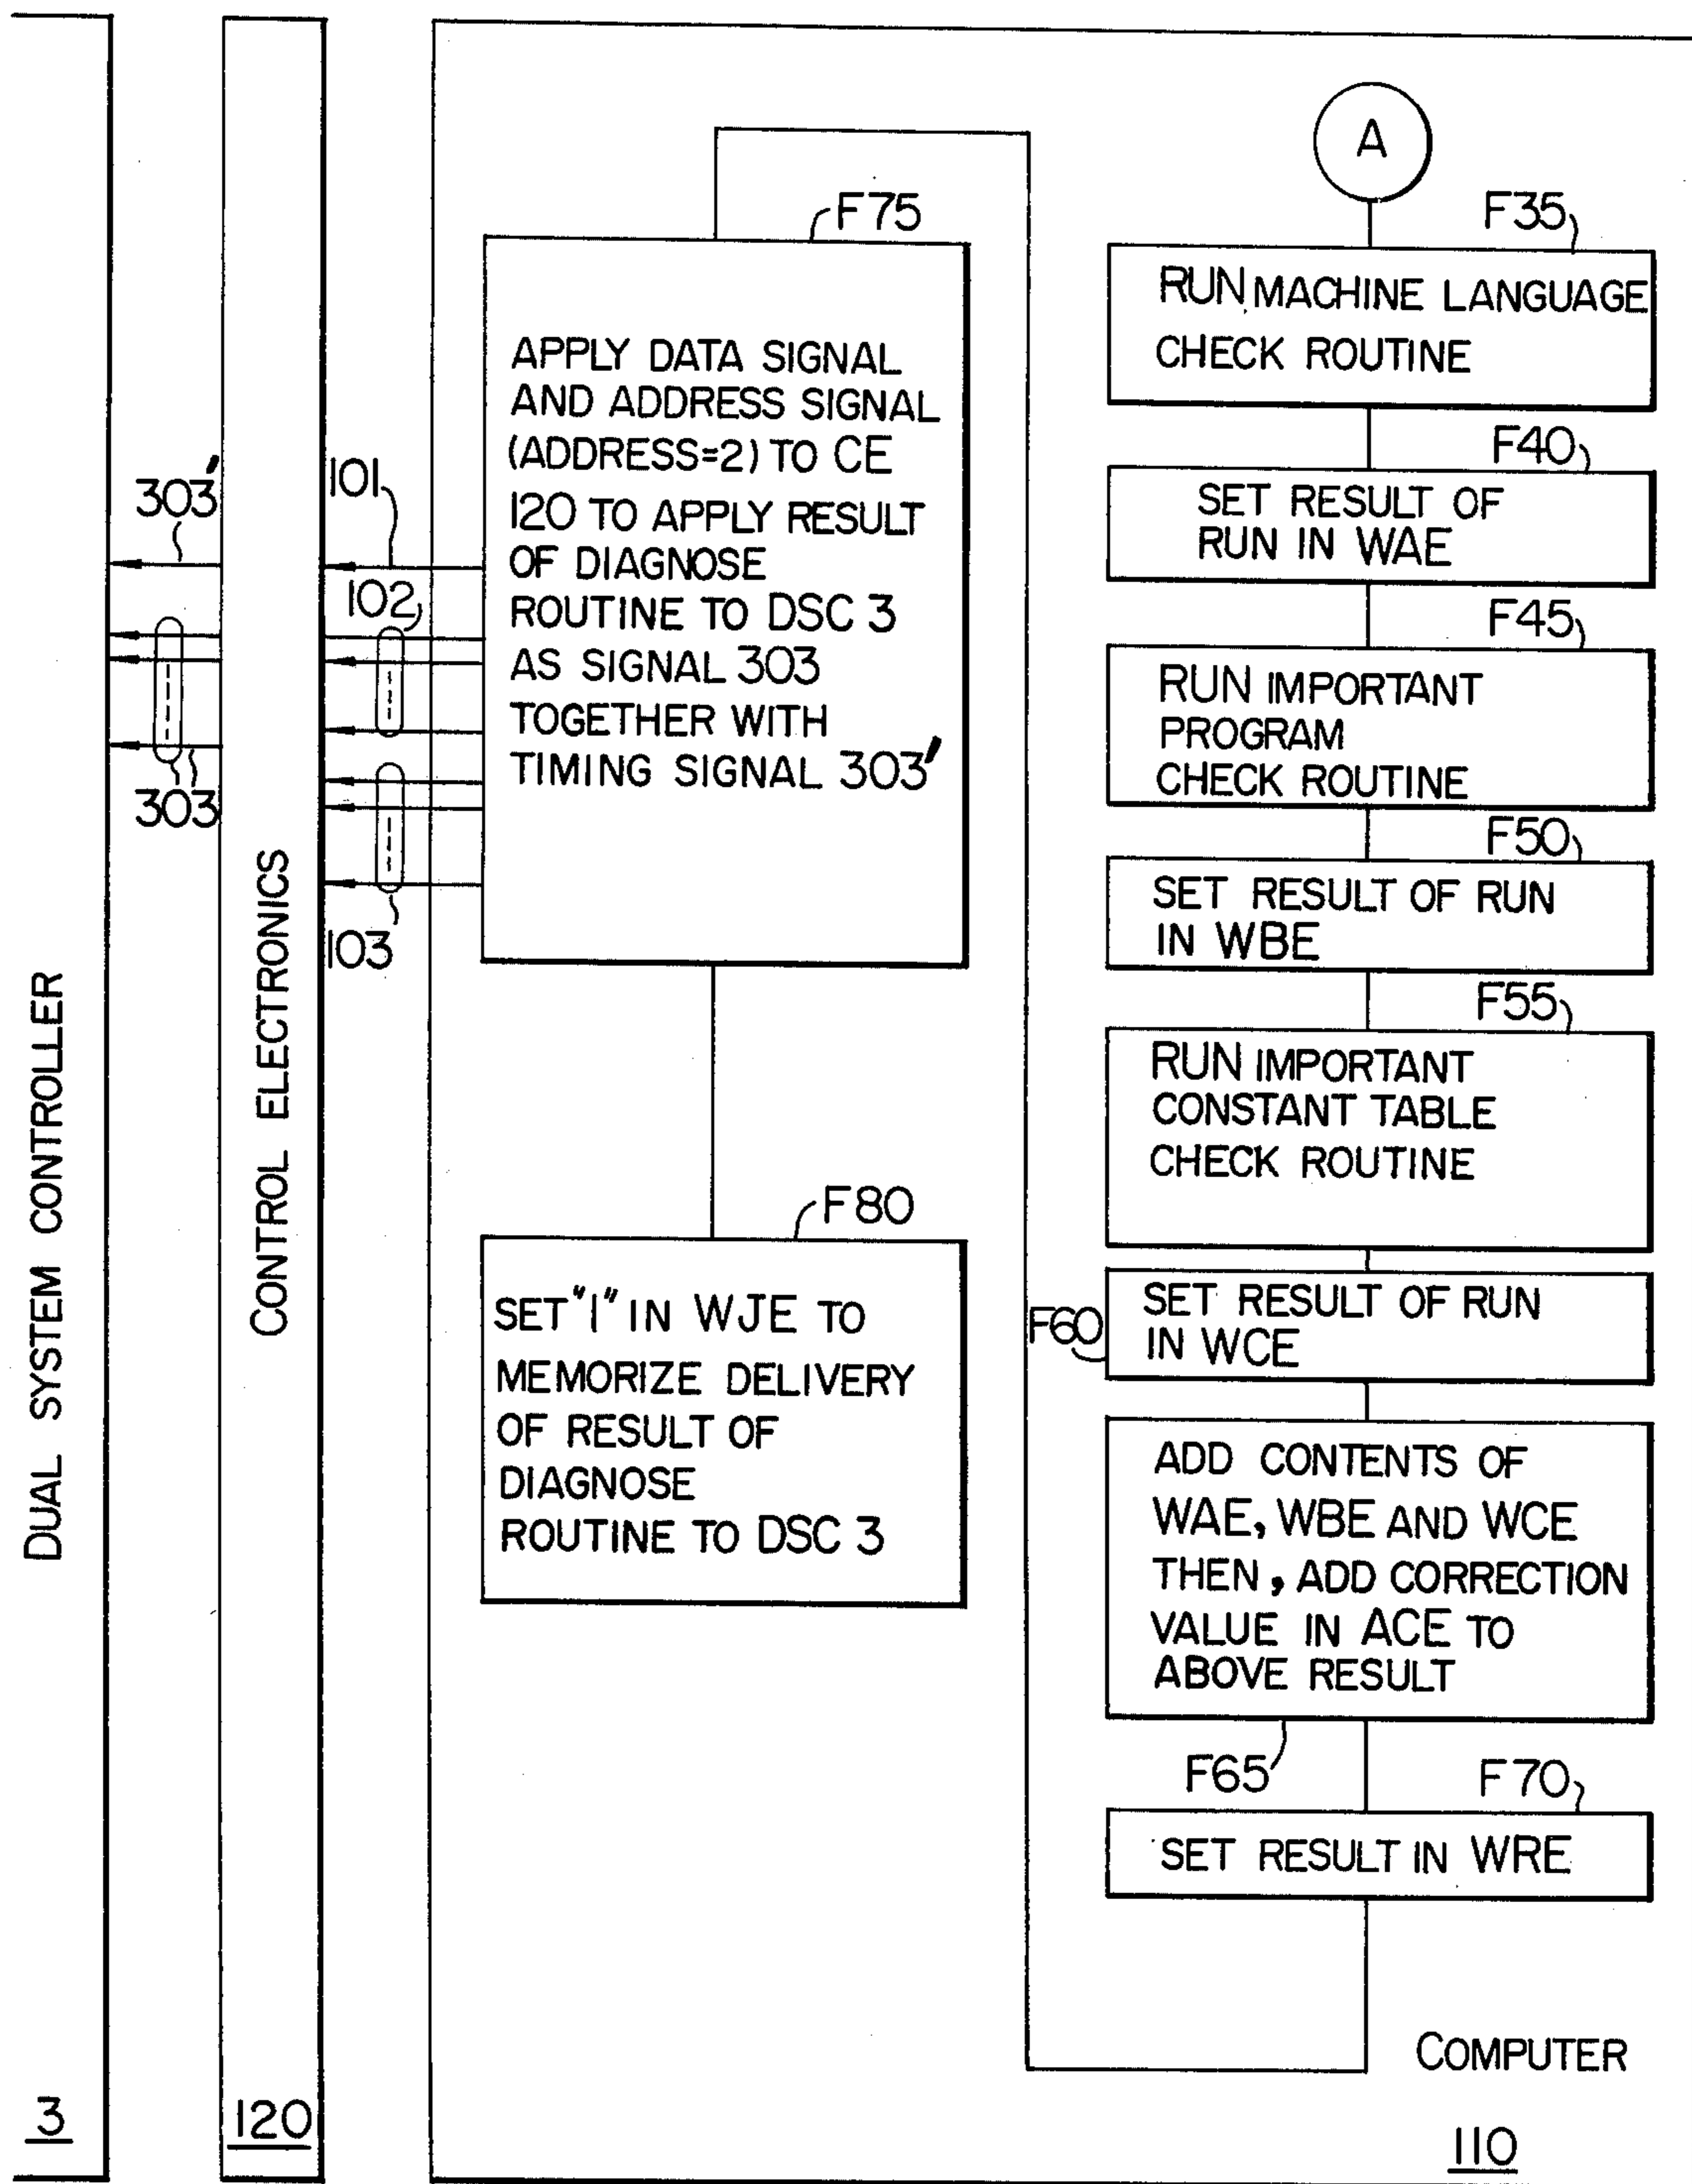 A
F35
RUN MACHINE LANGUAGE
CHECK ROUTINE
F40
SET RESULT OF
RUN IN WAE
F45
RUN IMPORTANT
PROGRAM
CHECK ROUTINE
F50
SET RESULT OF RUN
IN WBE
F55
RUN IMPORTANT
CONSTANT TABLE
CHECK ROUTINE
F60
SET RESULT OF RUN
IN WCE
ADD CONTENTS OF
WAE, WBE AND WCE
THEN, ADD CORRECTION
VALUE IN ACE TO
ABOVE RESULT
F65
F70
SET RESULT IN WRE
F75
APPLY DATA SIGNAL
AND ADDRESS SIGNAL
(ADDRESS=2) TO CE
120 TO APPLY RESULT
OF DIAGNOSE
ROUTINE TO DSC 3
AS SIGNAL 303
TOGETHER WITH
TIMING SIGNAL 303'
F80
SET "1" IN WJE TO
MEMORIZE DELIVERY
OF RESULT OF
DIAGNOSE
ROUTINE TO DSC 3
101
102
103
303'
303
CONTROL ELECTRONICS
120
DUAL SYSTEM CONTROLLER
3
COMPUTER
110